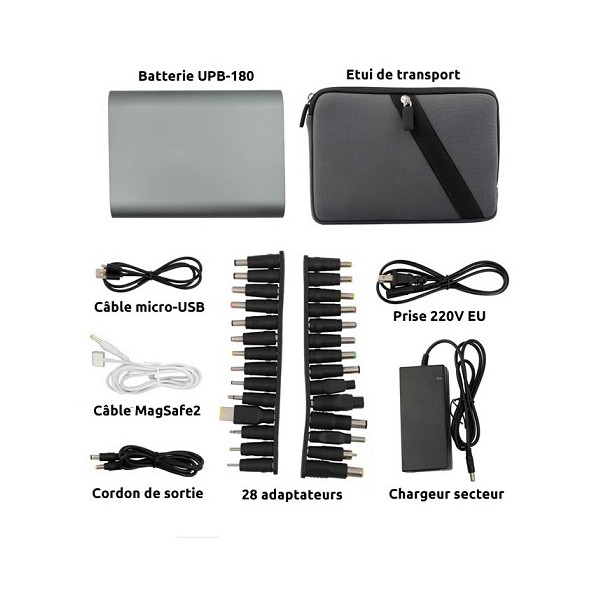 Batterie UPB-180
Etui de transport
Câble micro-USB
Prise 220V EU
Câble MagSafe2
Cordon de sortie
28 adaptateurs
Chargeur secteur